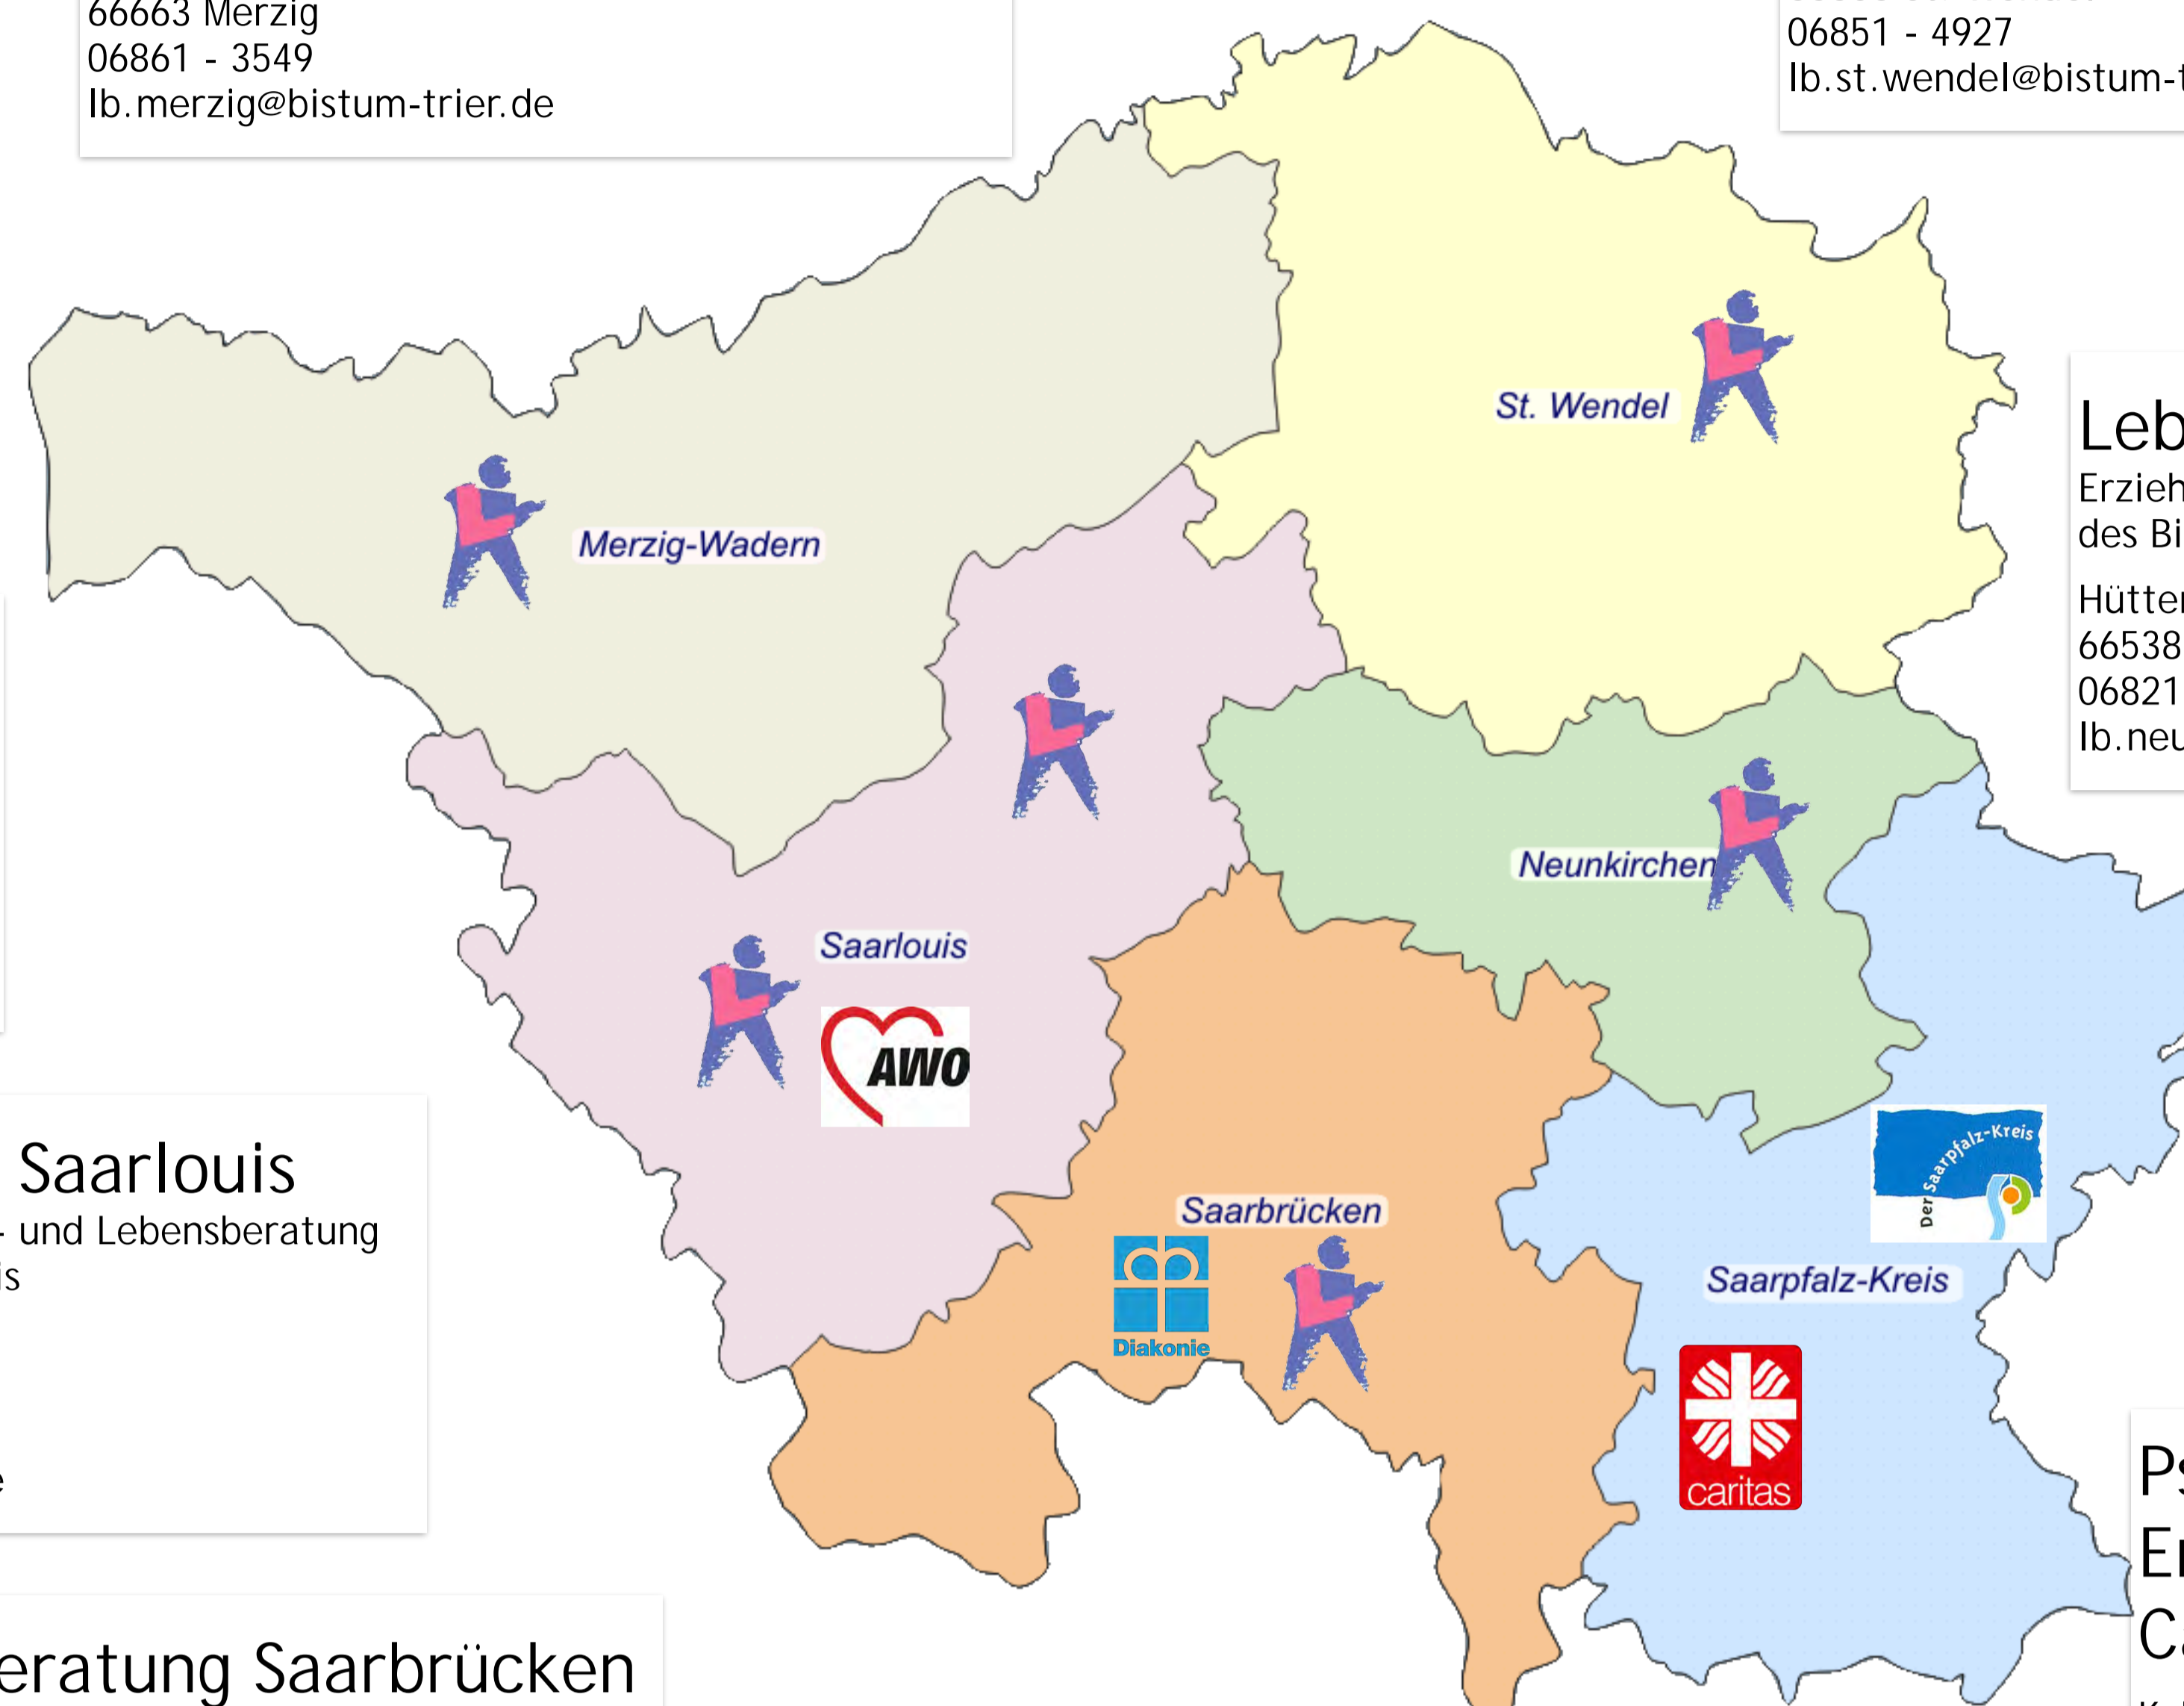 66663 Merzig
06861 - 3549
lb.merzig@bistum-trier.de
06851 - 4927
lb.st.wendel@bistum-t
St. Wendel
Merzig-Wadern
Leb
Erzieh
des Bi
Hütte
66538
06821
lb.neu
Neunkirchen
Saarlouis
AWO
Der Saarpfalz-Kreis
Saarlouis
- und Lebensberatung
is
e
Saarbrücken
Diakonie
Saarpfalz-Kreis
caritas
Ps
Er
Ca
eratung Saarbrücken